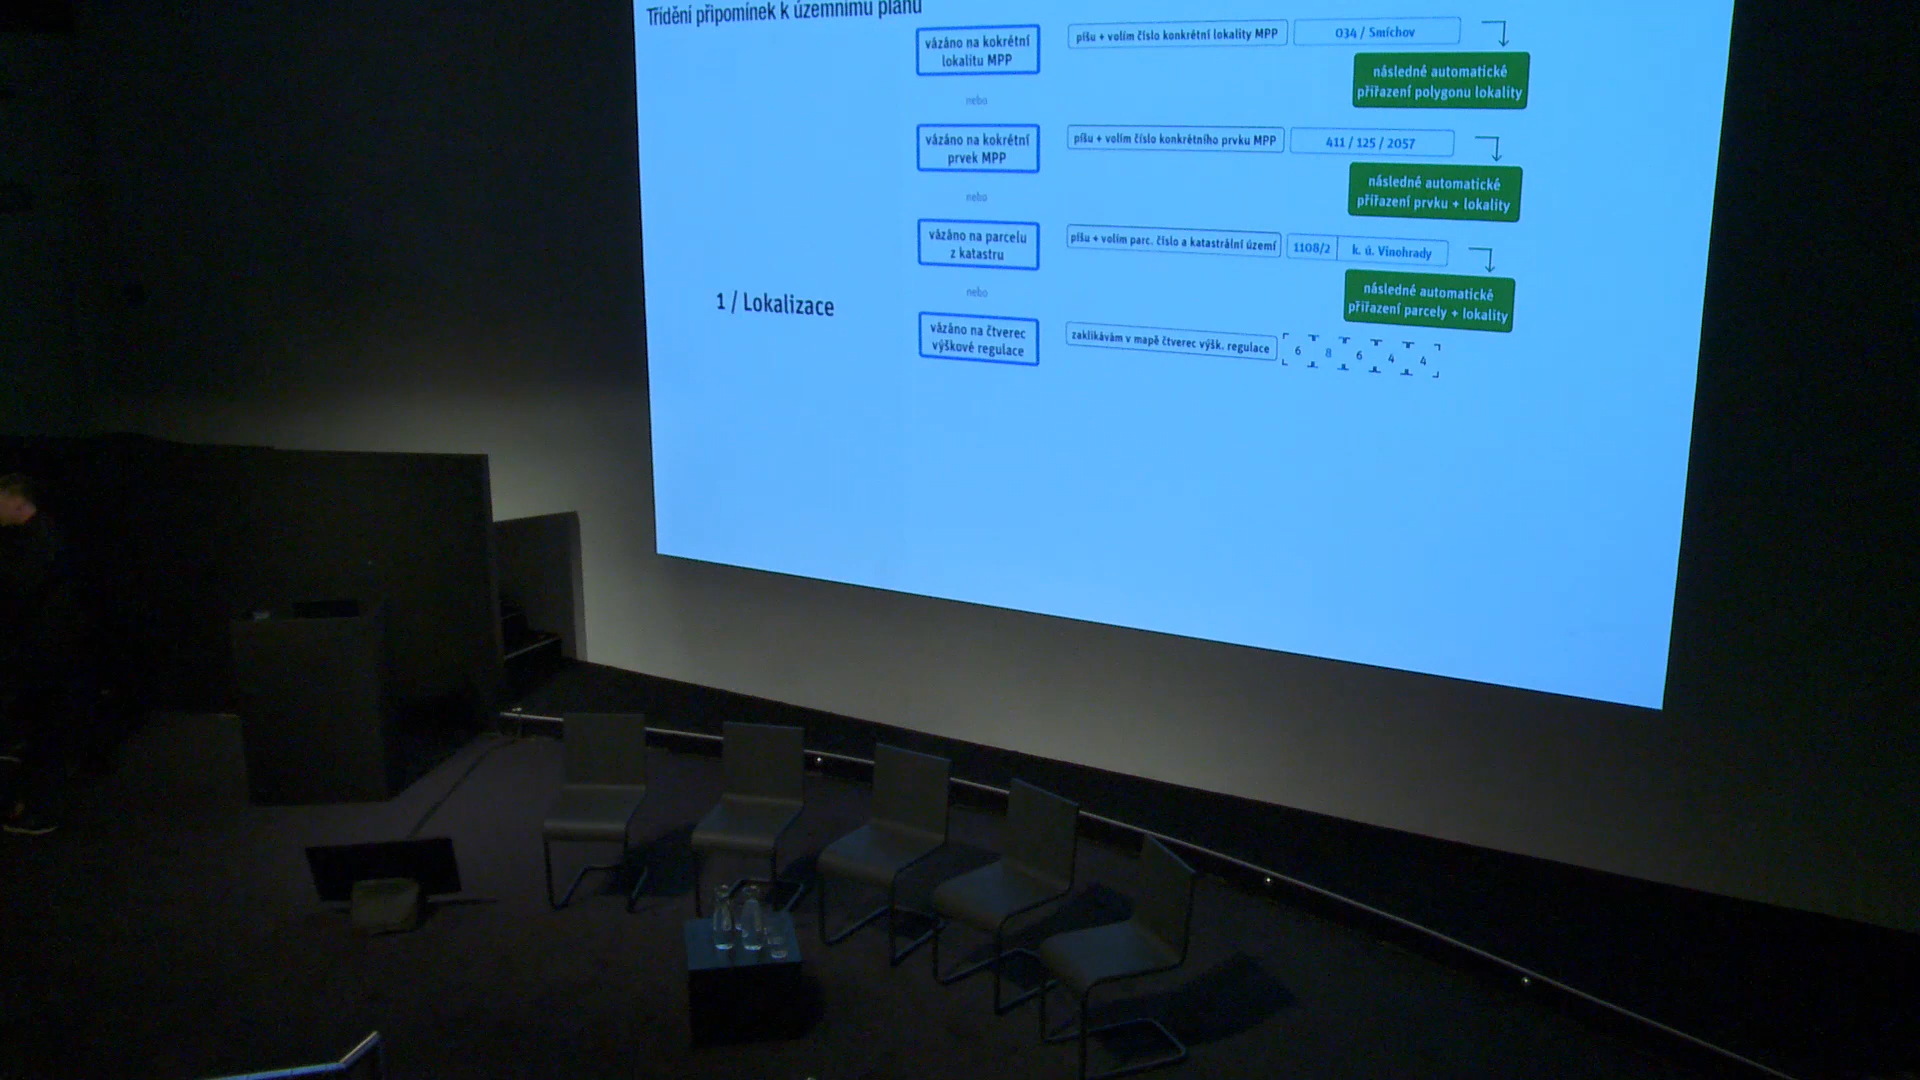 Třídění připomínek k územnímu plánu
vázáno na kokrétní
lokalitu MPP
píšu + volím číslo konkrétní lokality MPP
034 / Smíchov
následné automatické
přiřazení polygonu lokality
nebo
vázáno na kokrétní
prvek MPP
píšu + volím číslo konkrétního prvku MPP
411 / 125 / 2057
následné automatické
přiřazení prvku + lokality
nebo
vázáno na parcelu
z katastru
píšu + volím parc. číslo a katastrální území
1108/2
k. ú. Vinohrady
následné automatické
přiřazení parcely + lokality
nebo
1 / Lokalizace
vázáno na čtverec
výškové regulace
zaklikávám v mapě čtverec výšk. regulace
6 8 6 4 4